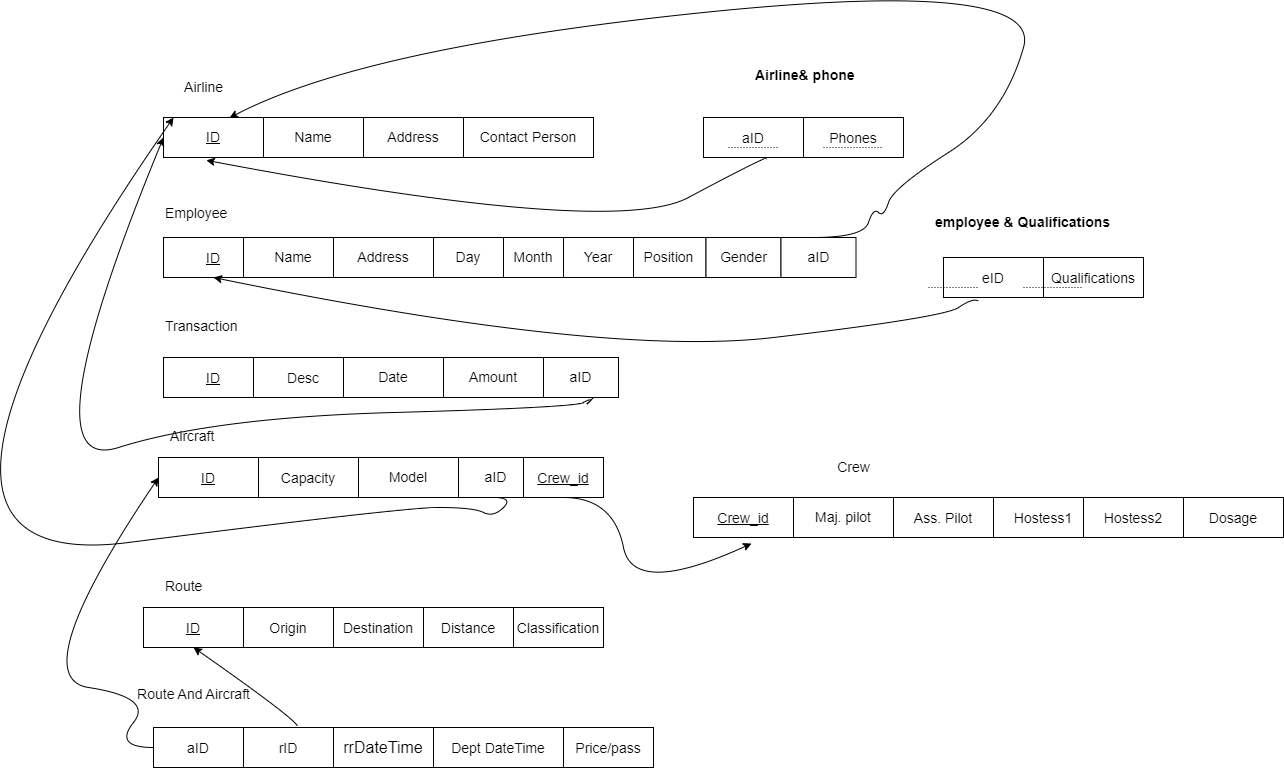 Airline
Airline& phone
ID Name Address Contact Person
aID Phones
Employee
employee & Qualifications
ID Name Address Day Month Year Position Gender aID
eID Qualifications
Transaction
ID Desc Date Amount aID
Aircraft
ID Capacity Model aID Crew_id
Crew
Crew_id Maj. pilot Ass. Pilot Hostess1 Hostess2 Dosage
Route
ID Origin Destination Distance Classification
Route And Aircraft
aID rID rrDateTime Dept DateTime Price/pass